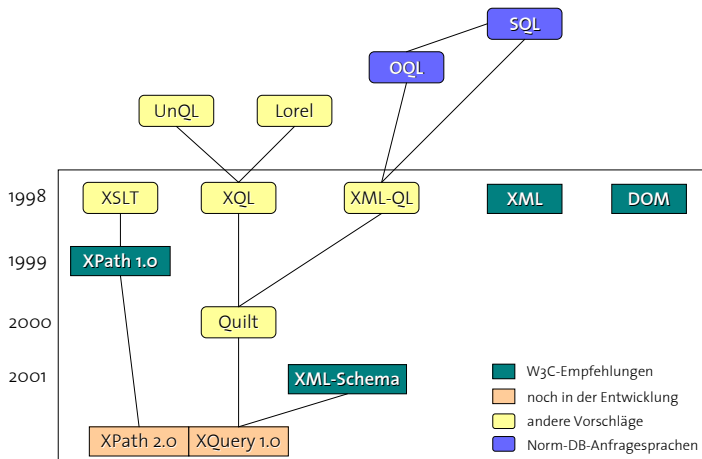 SQL
OQL
UnQL
Lorel
1998
XSLT
XQL
XML-QL
XML
DOM
1999
XPath 1.0
2000
Quilt
2001
XML-Schema
W3C-Empfehlungen
noch in der Entwicklung
andere Vorschläge
Norm-DB-Anfragesprachen
XPath 2.0
XQuery 1.0